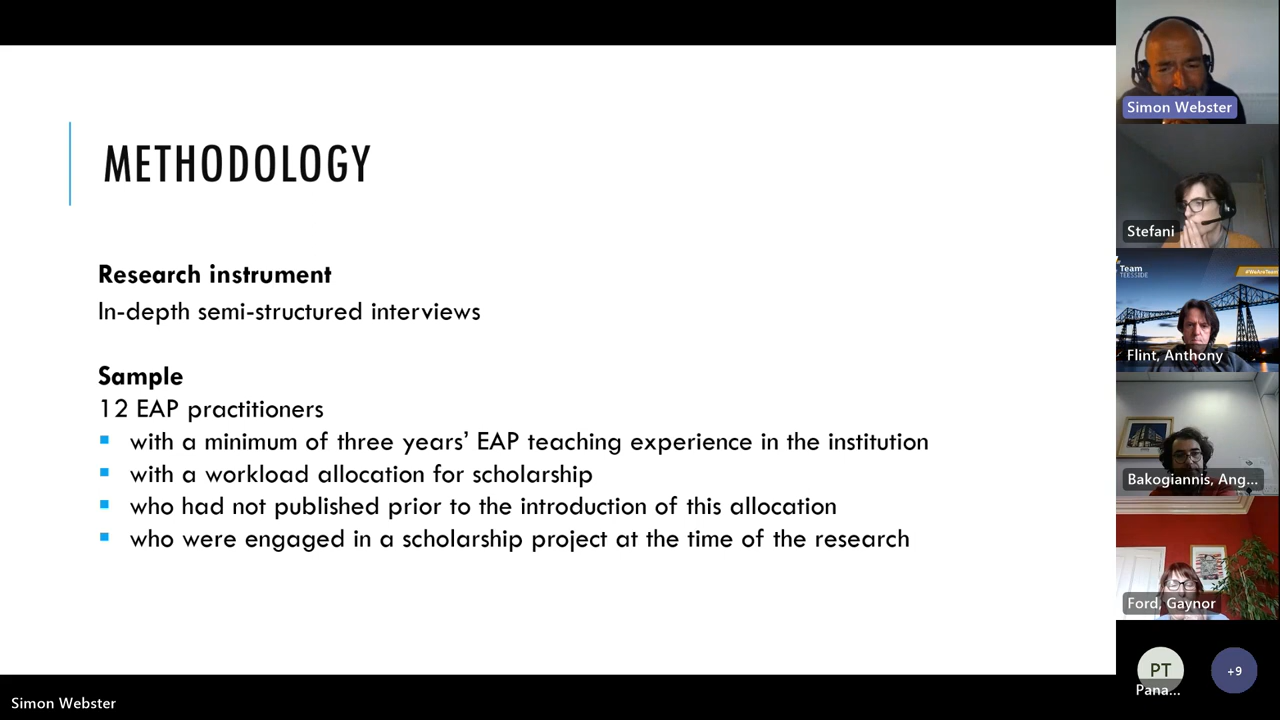 METHODOLOGY
Research instrument
In-depth semi-structured interviews
Sample
12 EAP practitioners
with a minimum of three years’ EAP teaching experience in the institution
with a workload allocation for scholarship
who had not published prior to the introduction of this allocation
who were engaged in a scholarship project at the time of the research
Simon Webster
Simon Webster
Stefani
Team
TEESSIDE
#WeAreTeam
Flint, Anthony
Bakogiannis, Ang...
Ford, Gaynor
PT
Pana...
+9